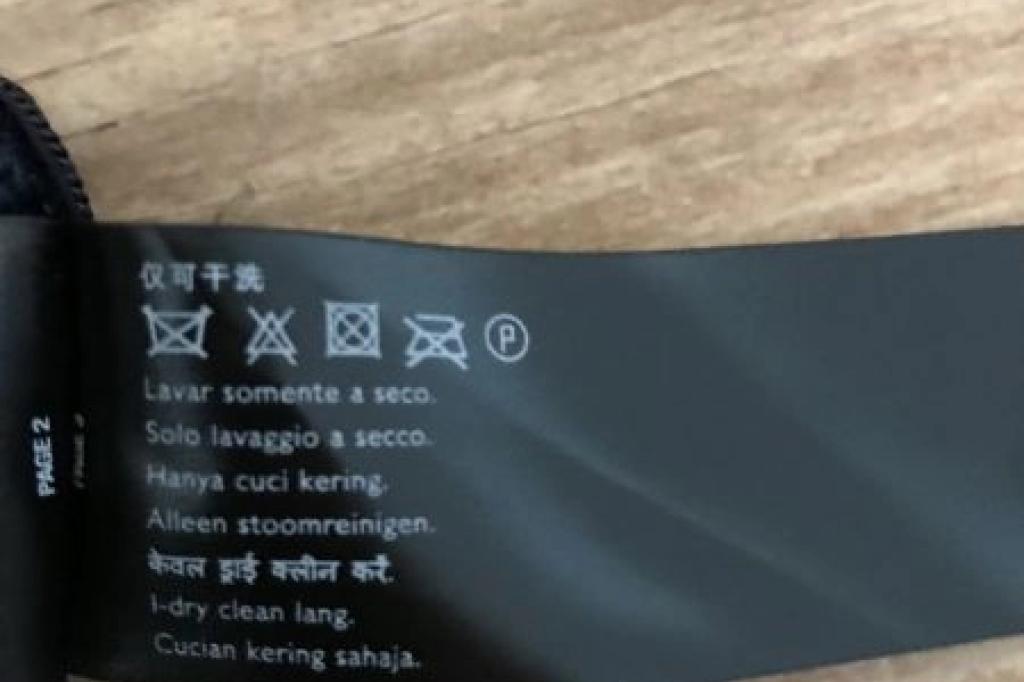 仅可干洗
P
Lavar somente a seco.
Solo lavaggio a secco.
Hanya cuci kering.
Alleen stoomreinigen.
केवल ड्राई क्लीन करें.
I-dry clean lang.
Cucian kering sahaja.
PAGE 2